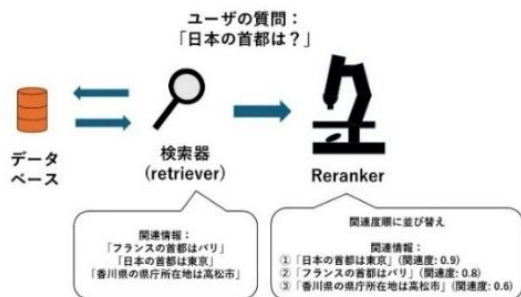 ユーザの質問:
「日本の首都は?」
データ
ベース
検索器
(retriever)
Reranker
関連情報:
「フランスの首都はパリ」
「日本の首都は東京」
「香川県の県庁所在地は高松市」
関連度順に並び替え
関連情報:
①「日本の首都は東京」(関連度: 0.9)
②「フランスの首都はパリ」(関連度: 0.8)
③「香川県の県庁所在地は高松市」(関連度: 0.6)